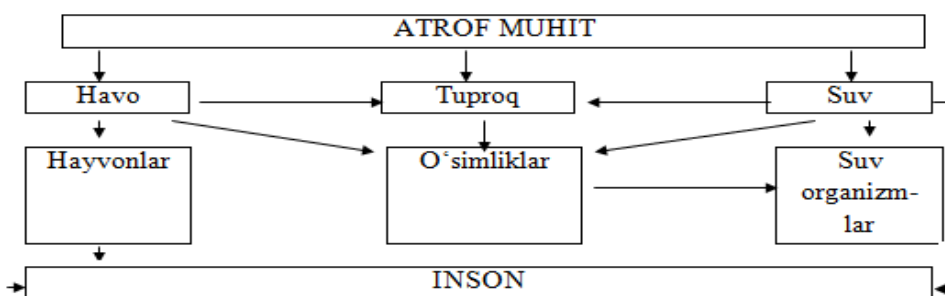 ATROF MUHIT
Havo
Tuproq
Suv
Hayvonlar
O‘simliklar
Suv
organizm-
lar
INSON